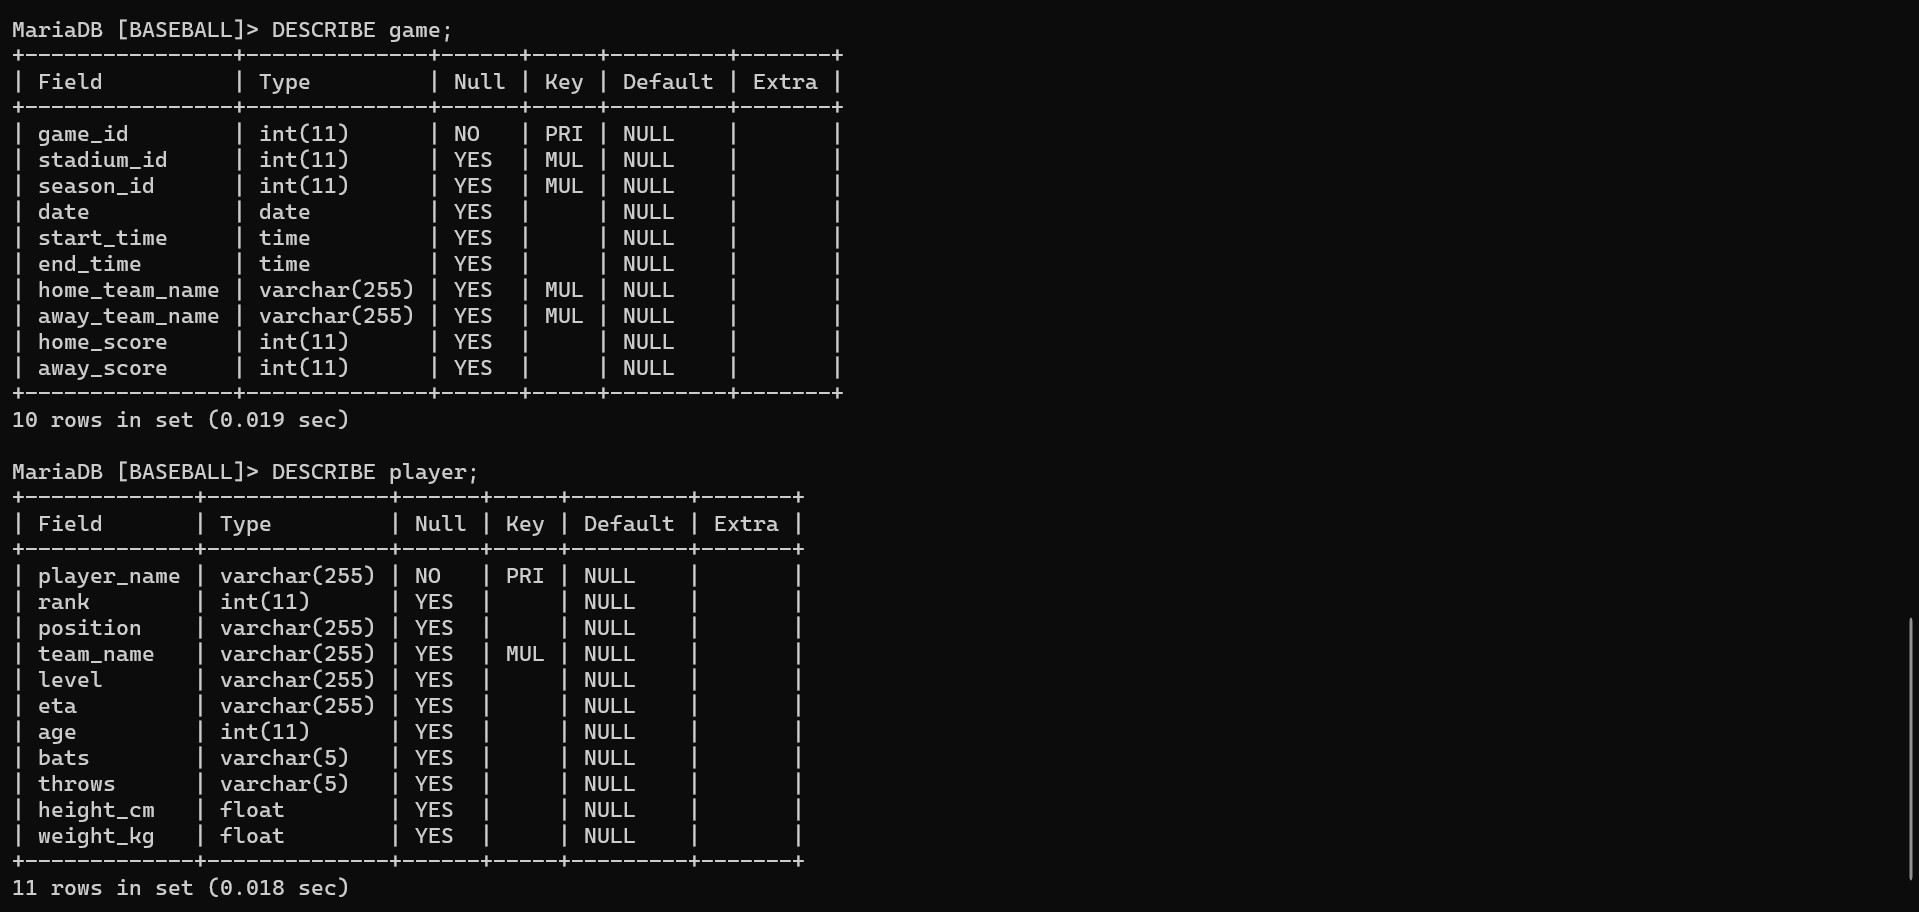 MariaDB [BASEBALL]> DESCRIBE game;
+----------------+--------------+------+-----+---------+-------+
| Field          | Type         | Null | Key | Default | Extra |
+----------------+--------------+------+-----+---------+-------+
| game_id        | int(11)      | NO   | PRI | NULL    |       |
| stadium_id     | int(11)      | YES  | MUL | NULL    |       |
| season_id      | int(11)      | YES  | MUL | NULL    |       |
| date           | date         | YES  |     | NULL    |       |
| start_time     | time         | YES  |     | NULL    |       |
| end_time       | time         | YES  |     | NULL    |       |
| home_team_name | varchar(255) | YES  | MUL | NULL    |       |
| away_team_name | varchar(255) | YES  | MUL | NULL    |       |
| home_score     | int(11)      | YES  |     | NULL    |       |
| away_score     | int(11)      | YES  |     | NULL    |       |
+----------------+--------------+------+-----+---------+-------+
10 rows in set (0.019 sec)

MariaDB [BASEBALL]> DESCRIBE player;
+-------------+--------------+------+-----+---------+-------+
| Field       | Type         | Null | Key | Default | Extra |
+-------------+--------------+------+-----+---------+-------+
| player_name | varchar(255) | NO   | PRI | NULL    |       |
| rank        | int(11)      | YES  |     | NULL    |       |
| position    | varchar(255) | YES  |     | NULL    |       |
| team_name   | varchar(255) | YES  | MUL | NULL    |       |
| level       | varchar(255) | YES  |     | NULL    |       |
| eta         | varchar(255) | YES  |     | NULL    |       |
| age         | int(11)      | YES  |     | NULL    |       |
| bats        | varchar(5)   | YES  |     | NULL    |       |
| throws      | varchar(5)   | YES  |     | NULL    |       |
| height_cm   | float        | YES  |     | NULL    |       |
| weight_kg   | float        | YES  |     | NULL    |       |
+-------------+--------------+------+-----+---------+-------+
11 rows in set (0.018 sec)